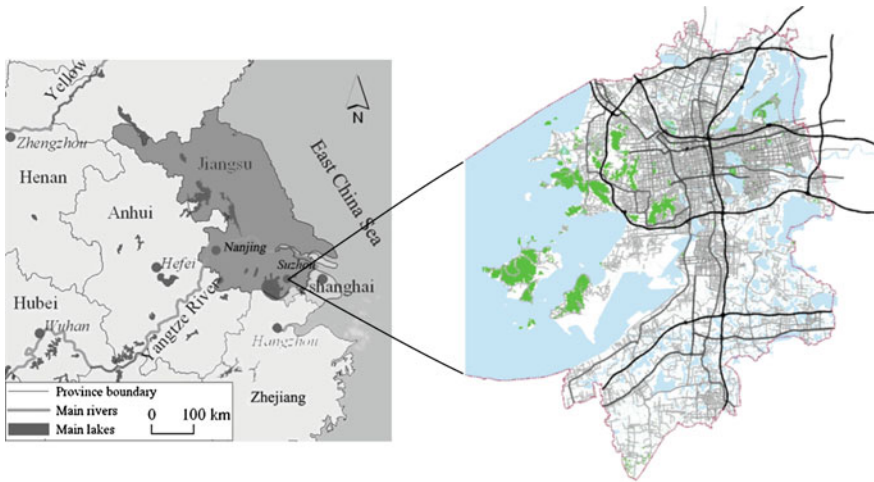 Yellow
Zhengzhou
Henan
Jiangsu
N
East China Sea
Anhui
Nanjing
Hefei
Suzhou
shanghai
Hubei
Wuhan
Yangtze River
Hangzhou
Zhejiang
Province boundary
Main rivers
Main lakes
0 100 km